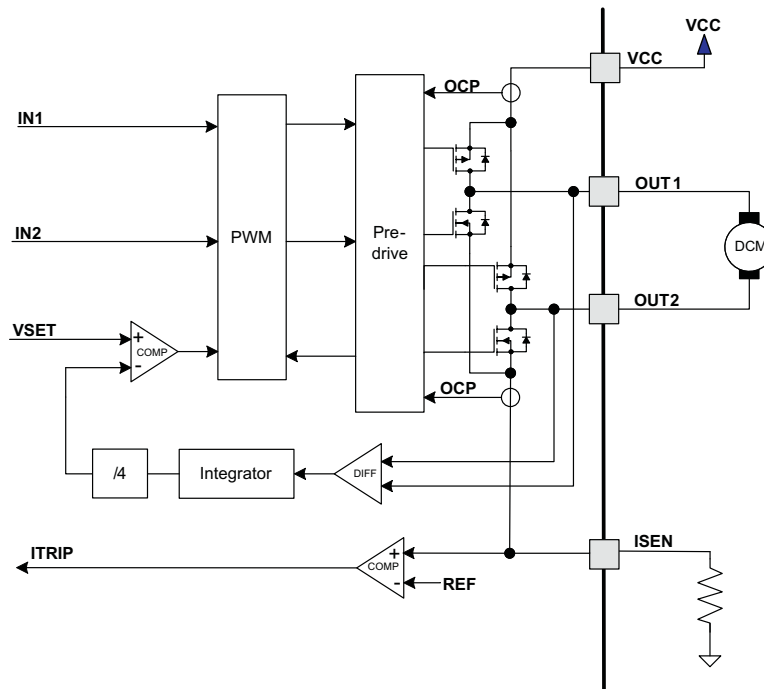 VCC
VCC
OCP
IN1
OUT1
IN2
PWM
Pre-
drive
DCM
OUT2
VSET
+
COMP
-
OCP
/4
Integrator
DIFF
ITRIP
+
COMP
-
REF
ISEN